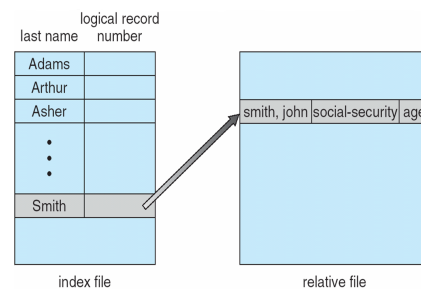 logical record
last name number
Adams
Arthur
Asher
smith, john social-security age
Smith
index file relative file